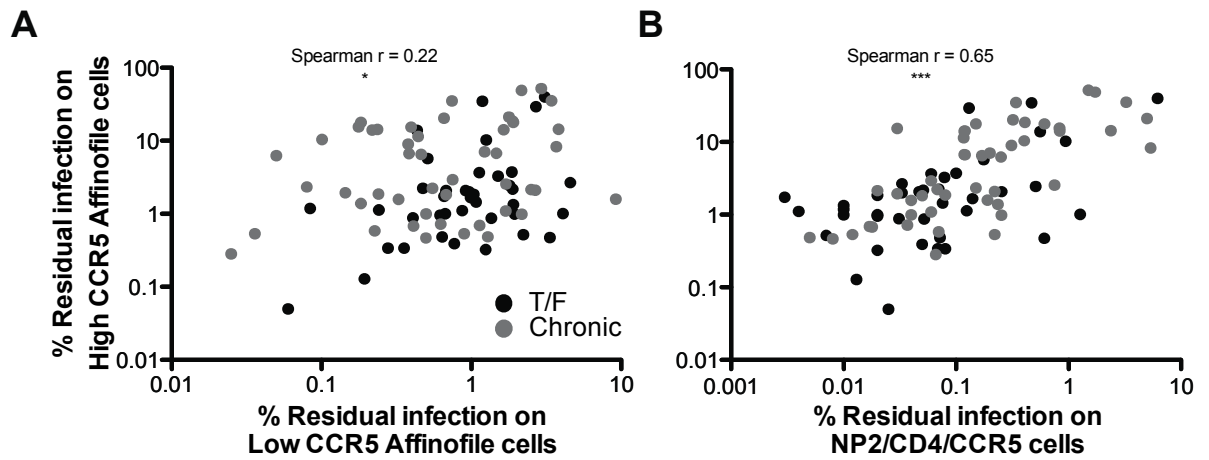 A
Spearman r = 0.22
*
% Residual infection on
High CCR5 Affinofile cells
100
10
1
0.1
0.01
T/F
Chronic
0.01
0.1
1
10
% Residual infection on
Low CCR5 Affinofile cells
B
Spearman r = 0.65
***
100
10
1
0.1
0.01
0.001
0.01
0.1
1
10
% Residual infection on
NP2/CD4/CCR5 cells